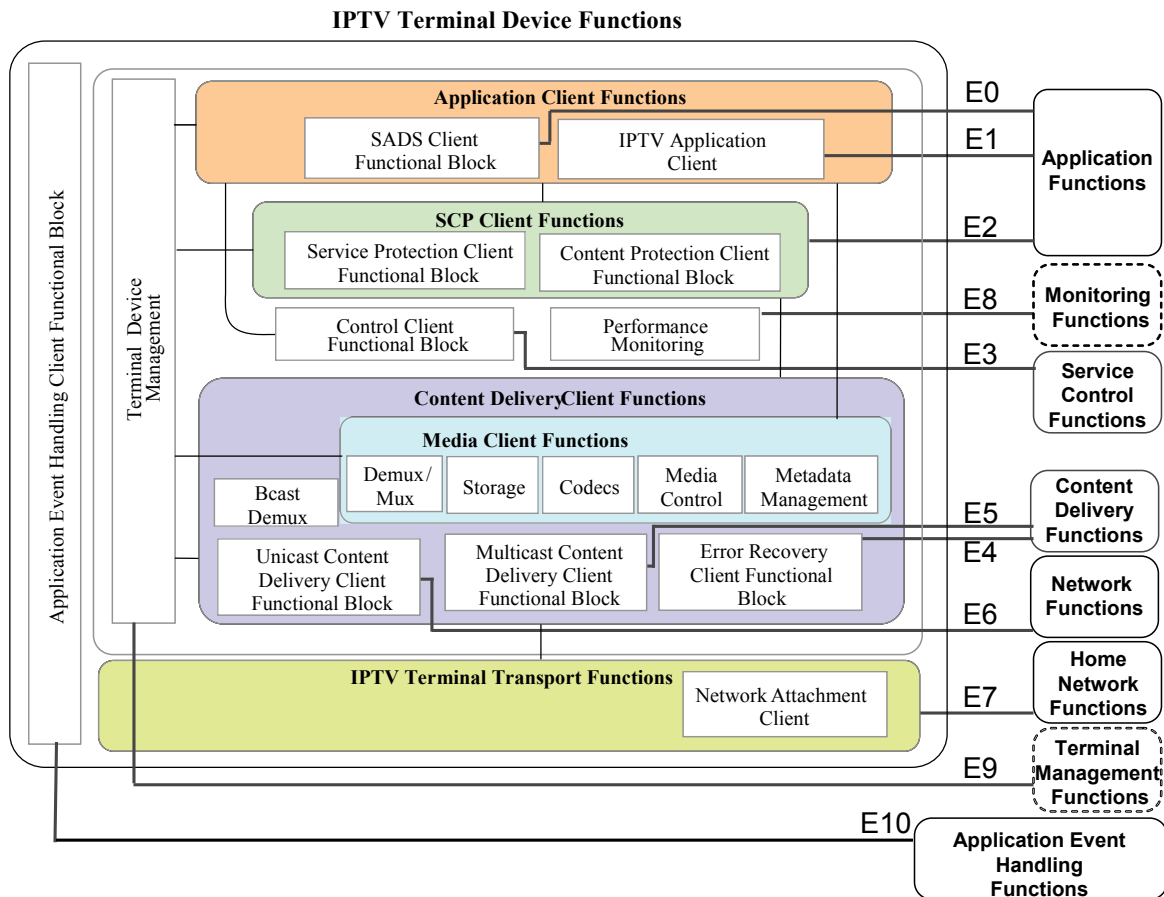 IPTV Terminal Device Functions
Application Event Handling Client Functional Block
Terminal Device
Management
Application Client Functions
SADS Client
Functional Block
IPTV Application
Client
SCP Client Functions
Service Protection Client
Functional Block
Content Protection Client
Functional Block
Control Client
Functional Block
Performance
Monitoring
Content DeliveryClient Functions
Media Client Functions
Demux/
Mux
Storage
Codecs
Media
Control
Metadata
Management
Bcast
Demux
Unicast Content
Delivery Client
Functional Block
Multicast Content
Delivery Client
Functional Block
Error Recovery
Client Functional
Block
IPTV Terminal Transport Functions
Network Attachment
Client
E0
E1
Application
Functions
E2
E8
Monitoring
Functions
E3
Service
Control
Functions
E5
Content
Delivery
Functions
E4
E6
Network
Functions
E7
Home
Network
Functions
E9
Terminal
Management
Functions
E10
Application Event
Handling
Functions